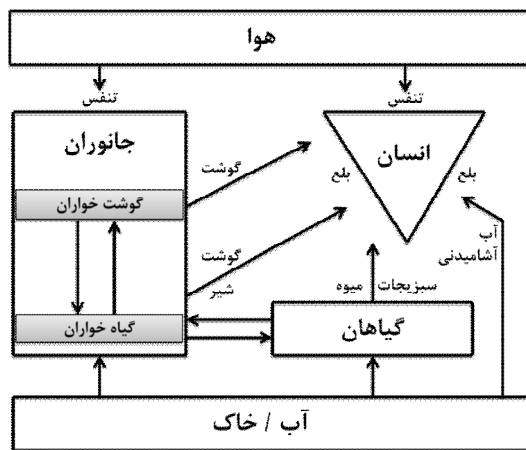 هوا
تنفس
تنفس
جانوران
انسان
گوشت
بلع
بلع
گوشت خواران
آب
آشامیدنی
گوشت
شیر
میوه
سبزیجات
گیاه خواران
گیاهان
آب / خاک